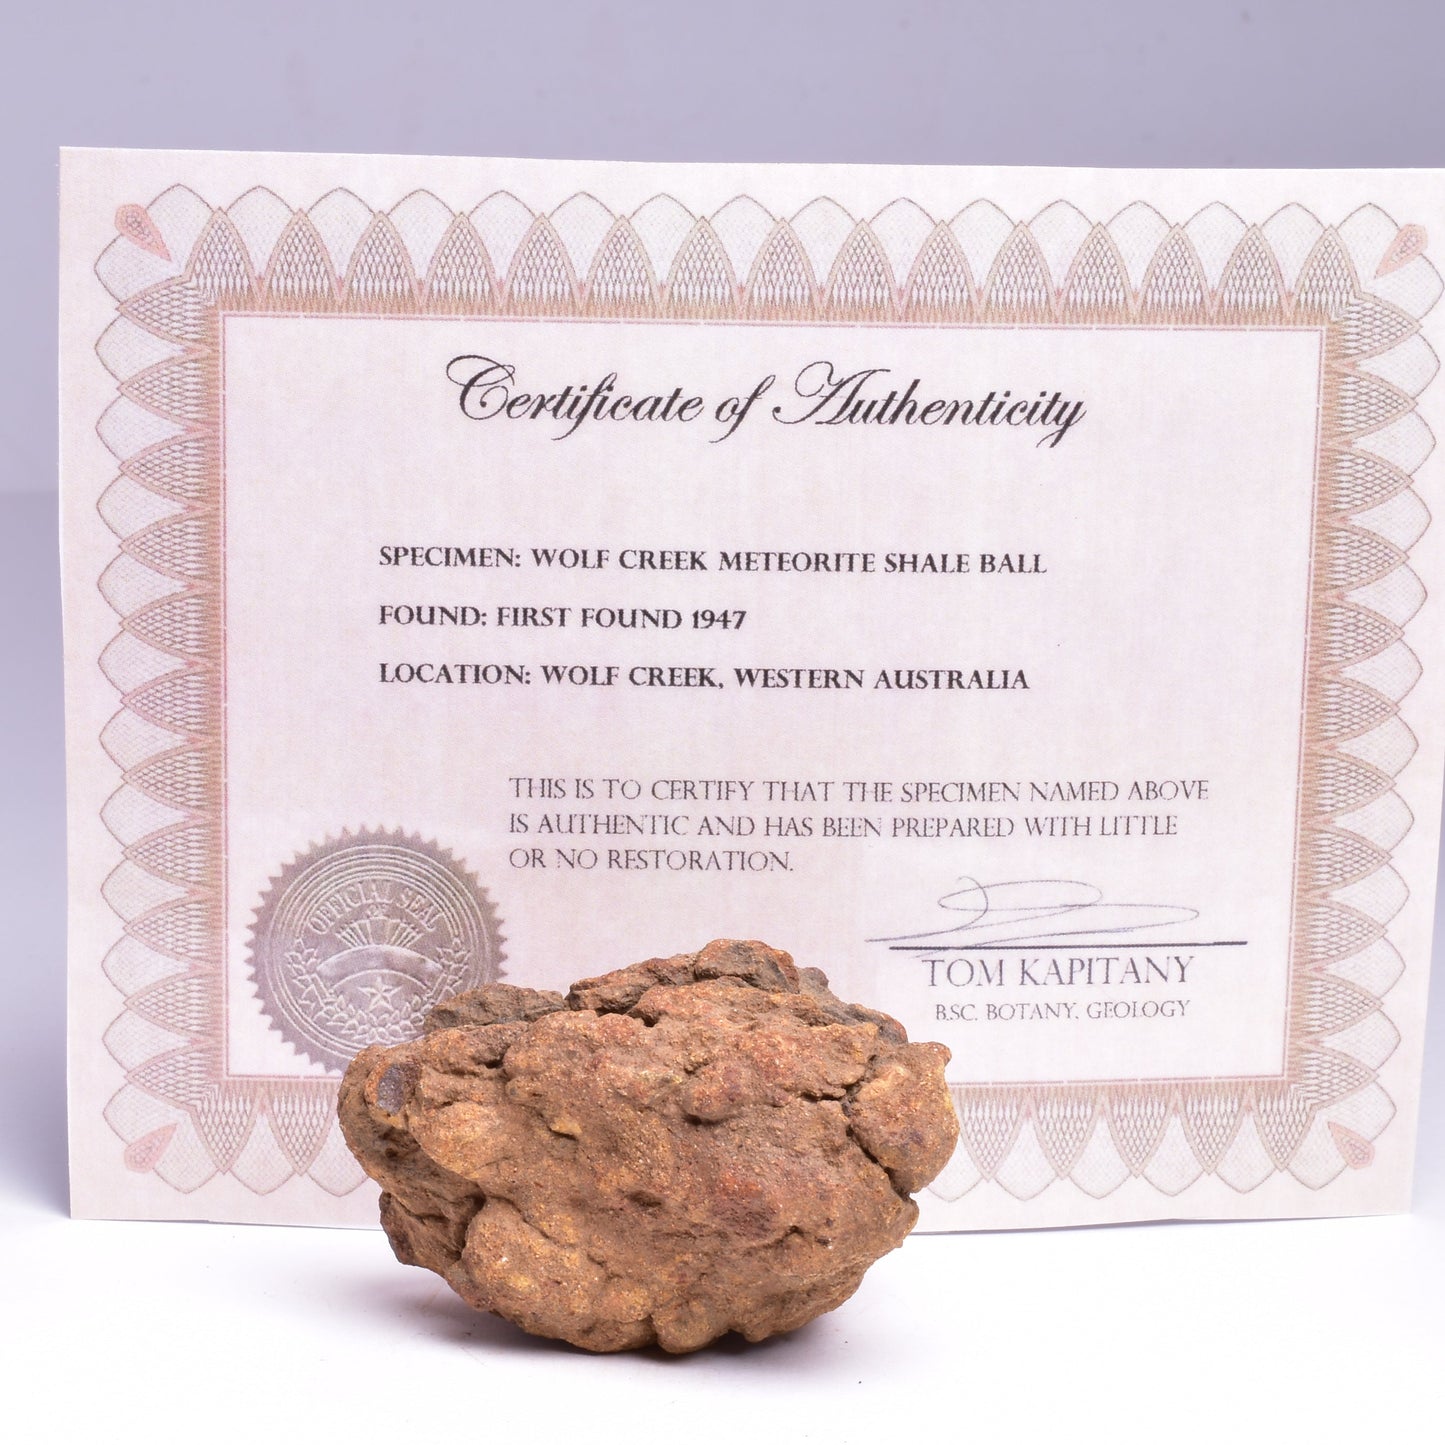 Certificate of Authenticity
SPECIMEN: WOLF CREEK METEORITE SHALE BALL
FOUND: FIRST FOUND 1947
LOCATION: WOLF CREEK, WESTERN AUSTRALIA
THIS IS TO CERTIFY THAT THE SPECIMEN NAMED ABOVE
IS AUTHENTIC AND HAS BEEN PREPARED WITH LITTLE
OR NO RESTORATION.
OFFICIAL SEAL
TOM KAPITANY
B.SC. BOTANY, GEOLOGY